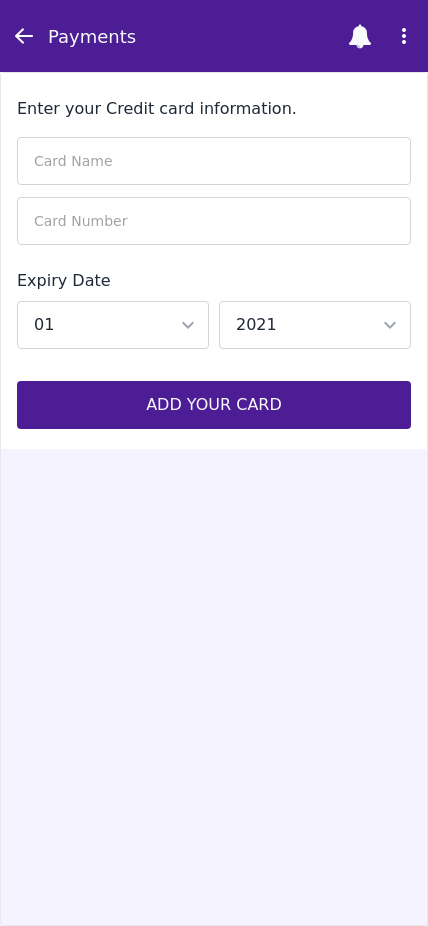 Payments
Enter your Credit card information.
Card Name
Card Number
Expiry Date
01
2021
ADD YOUR CARD